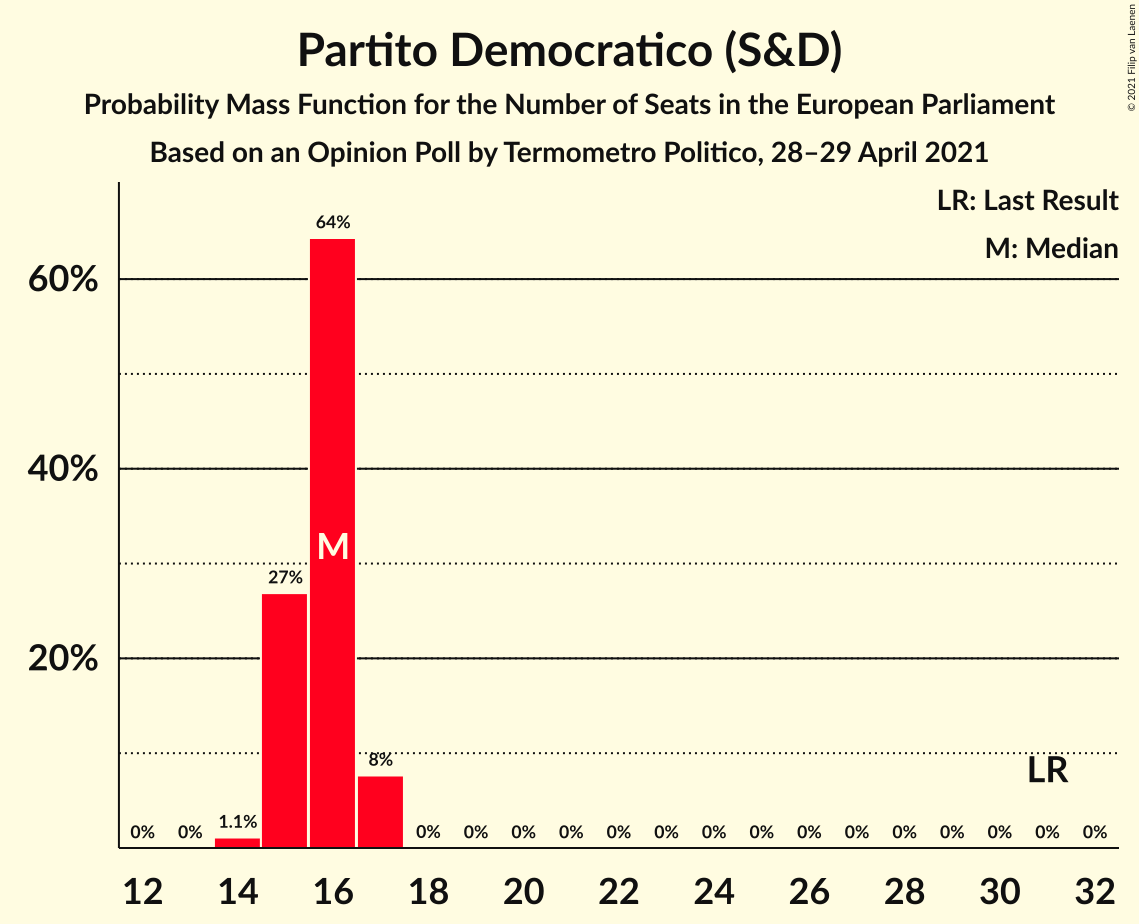 Partito Democratico (S&D)
Probability Mass Function for the Number of Seats in the European Parliament
Based on an Opinion Poll by Termometro Politico, 28–29 April 2021
© 2021 Filip van Laenen
LR: Last Result
M: Median
60%
40%
20%
0% 0% 1.1% 27% 64% 8% 0% 0% 0% 0% 0% 0% 0% 0% 0% 0% 0% 0% 0% 0% 0%
M
LR
12 14 16 18 20 22 24 26 28 30 32